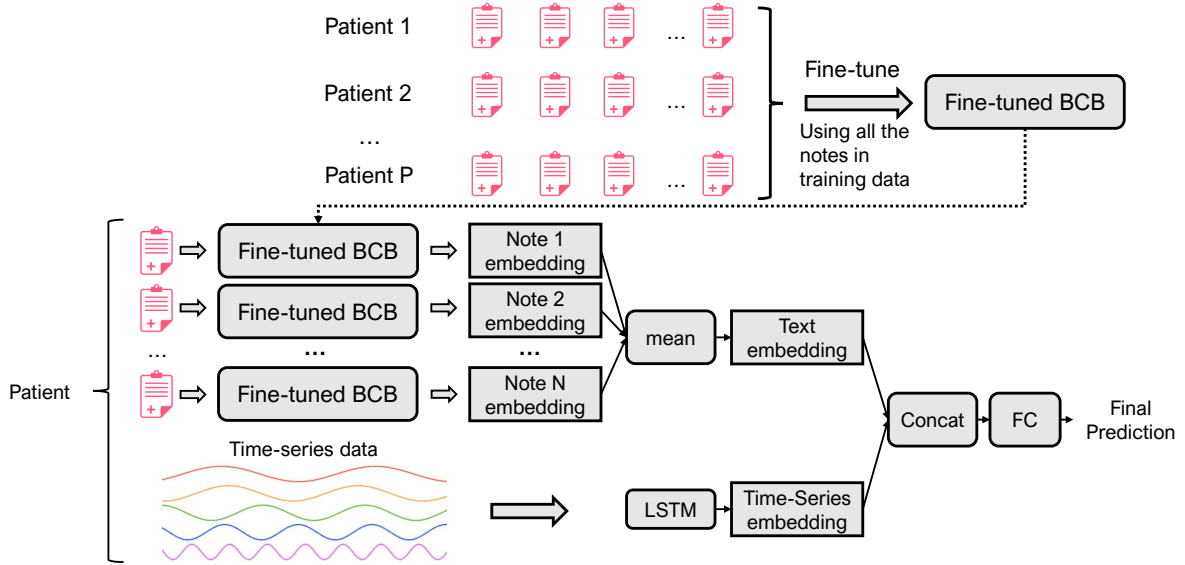 Patient 1
...
Patient 2
...
...
Patient P
...
Fine-tune
Using all the
notes in
training data
Fine-tuned BCB
Patient
Fine-tuned BCB
Note 1
embedding
Fine-tuned BCB
Note 2
embedding
...
...
...
Fine-tuned BCB
Note N
embedding
mean
Text
embedding
Time-series data
LSTM
Time-Series
embedding
Concat
FC
Final
Prediction